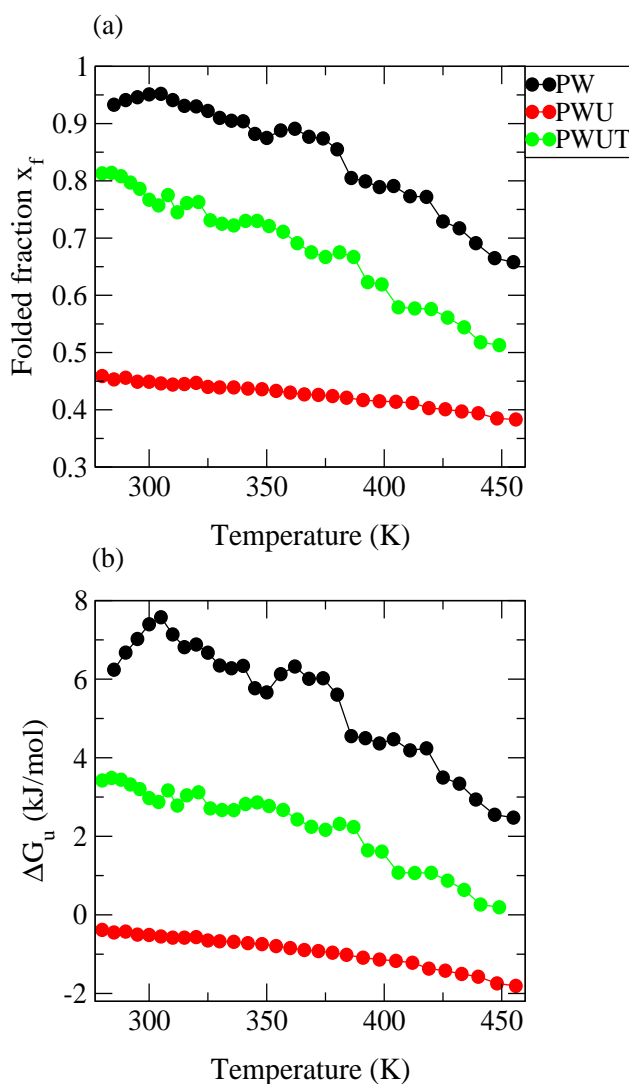 (a)
1
0.9
0.8
0.7
0.6
0.5
0.4
0.3
Folded fraction x_f
300 350 400 450
Temperature (K)
PW
PWU
PWUT
(b)
8
6
4
2
0
-2
ΔG_u (kJ/mol)
300 350 400 450
Temperature (K)